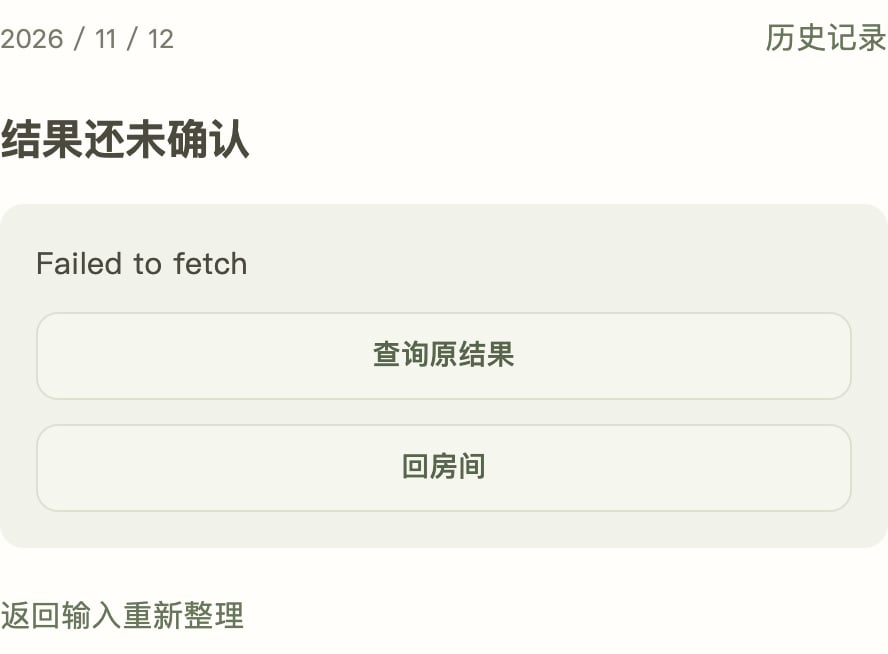 2026 / 11 / 12
历史记录
结果还未确认
Failed to fetch
查询原结果
回房间
返回输入重新整理